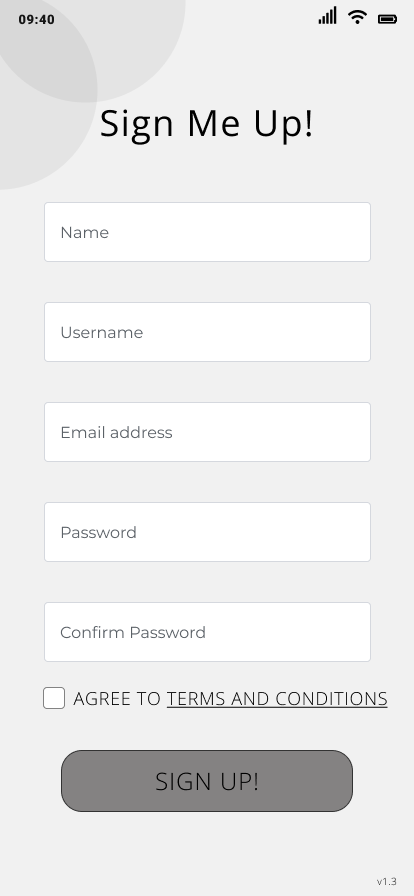 09:40
Sign Me Up!
Name
Username
Email address
Password
Confirm Password
AGREE TO TERMS AND CONDITIONS
SIGN UP!
v1.3